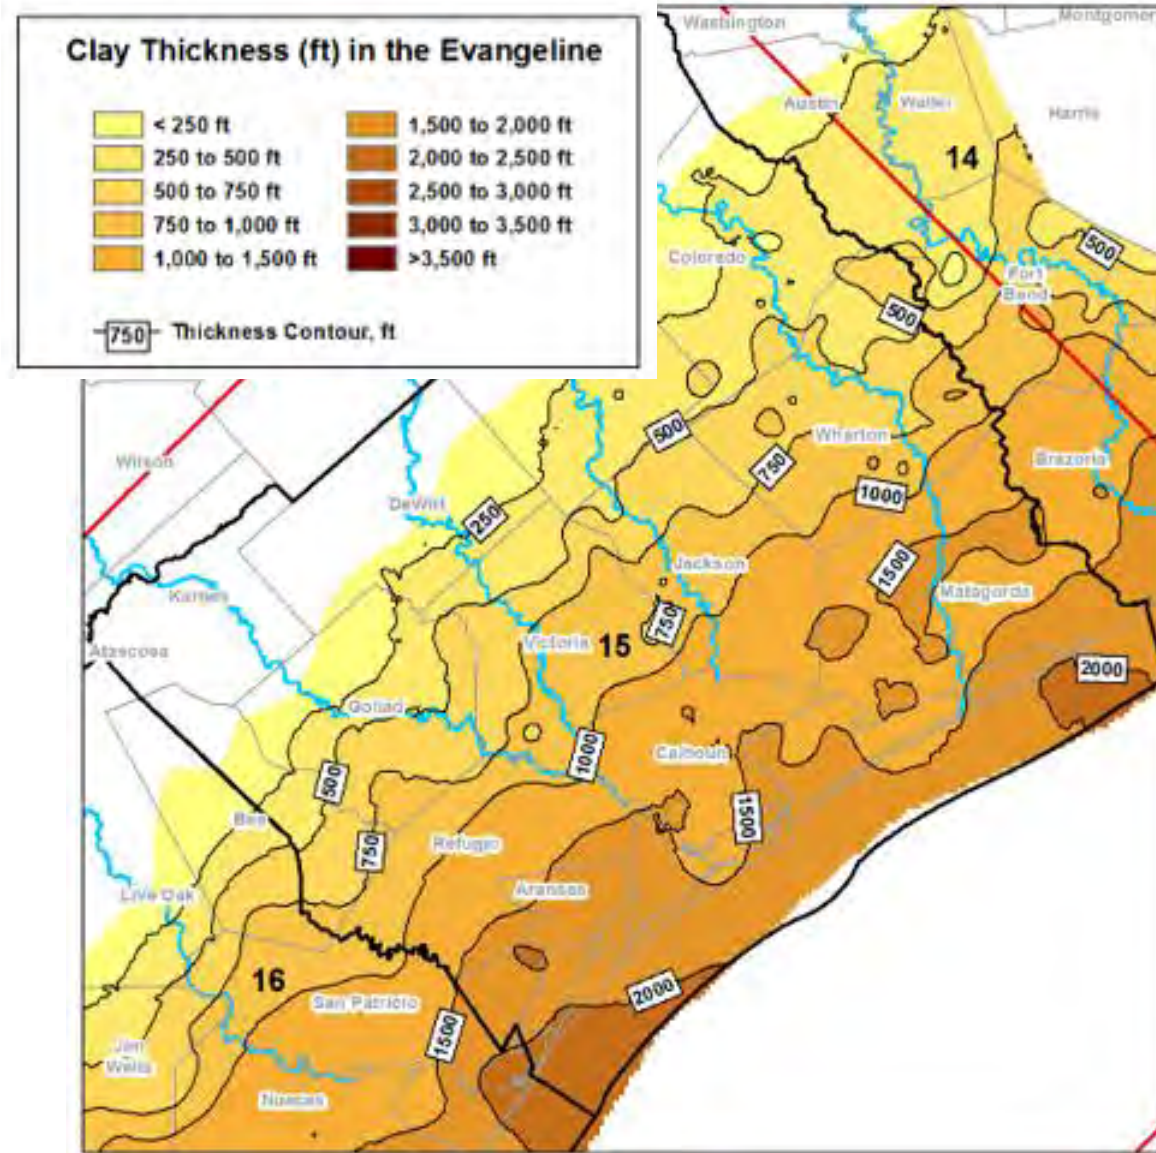 Clay Thickness (ft) in the Evangeline
< 250 ft
250 to 500 ft
500 to 750 ft
750 to 1,000 ft
1,000 to 1,500 ft
1,500 to 2,000 ft
2,000 to 2,500 ft
2,500 to 3,000 ft
3,000 to 3,500 ft
>3,500 ft
750 Thickness Contour, ft
Washington
Montgomer
Austin
Waller
Harris
14
500
Colorado
Fort
Bend
500
500
Wharton
750
Brazoria
1000
Wilson
DeWitt
250
Jackson
1500
Matagorda
Karnes
750
Victoria
15
Atascosa
2000
Goliad
1000
Calhoun
500
1500
Bee
750
Refugio
Aransas
Live Oak
16
2000
San Patricio
1500
Jim
Wells
Nueces